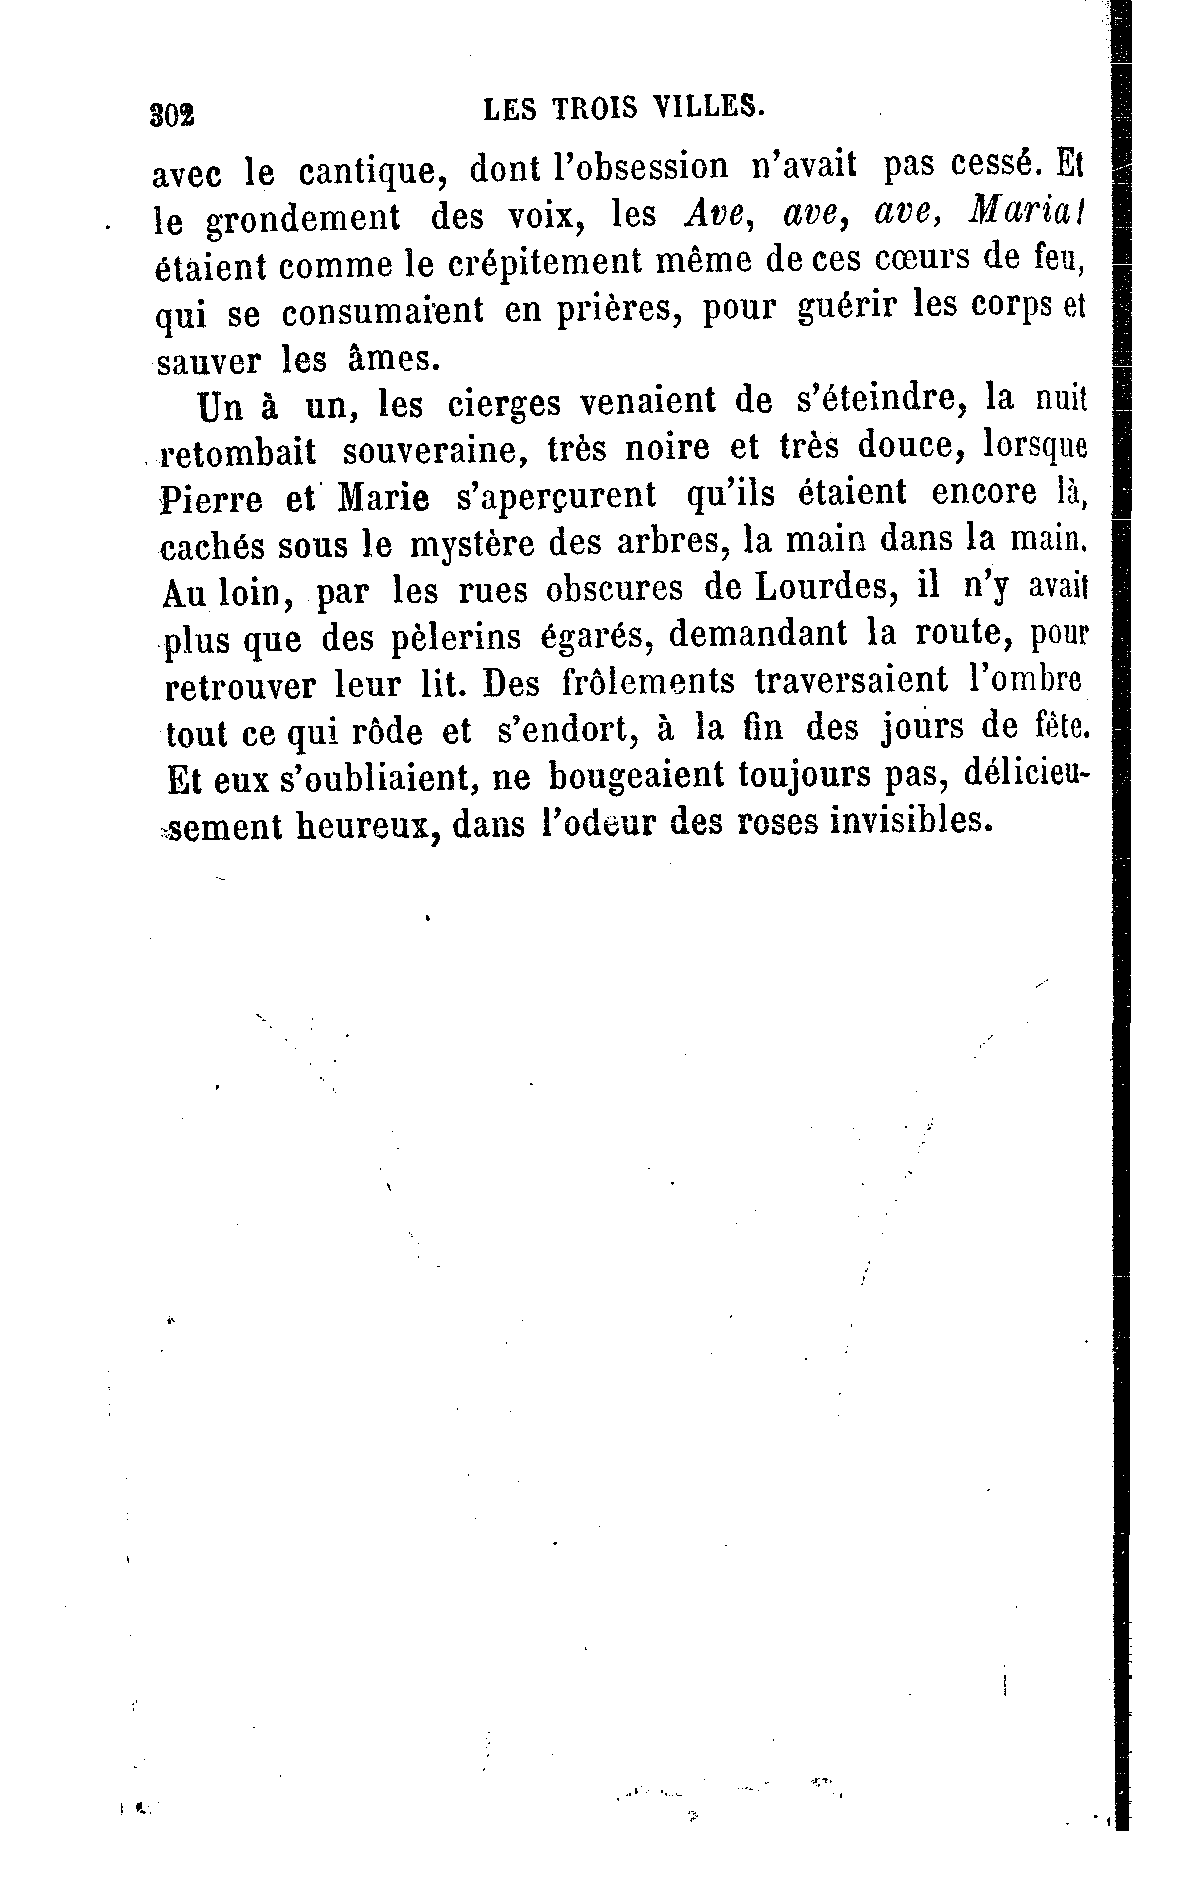 302 LES TROIS VILLES.
avec le cantique, dont l'obsession n'avait pas cessé. Et
le grondement des voix, les Ave, ave, ave, Maria!
étaient comme le crépitement même de ces cœurs de feu,
qui se consumaient en prières, pour guérir les corps et
sauver les âmes.
Un à un, les cierges venaient de s'éteindre, la nuit
retombait souveraine, très noire et très douce, lorsque
Pierre et Marie s'aperçurent qu'ils étaient encore là,
cachés sous le mystère des arbres, la main dans la main.
Au loin, par les rues obscures de Lourdes, il n'y avait
plus que des pèlerins égarés, demandant la route, pour
retrouver leur lit. Des frôlements traversaient l'ombre
tout ce qui rôde et s'endort, à la fin des jours de fête.
Et eux s'oubliaient, ne bougeaient toujours pas, délicieu-
sement heureux, dans l'odeur des roses invisibles.